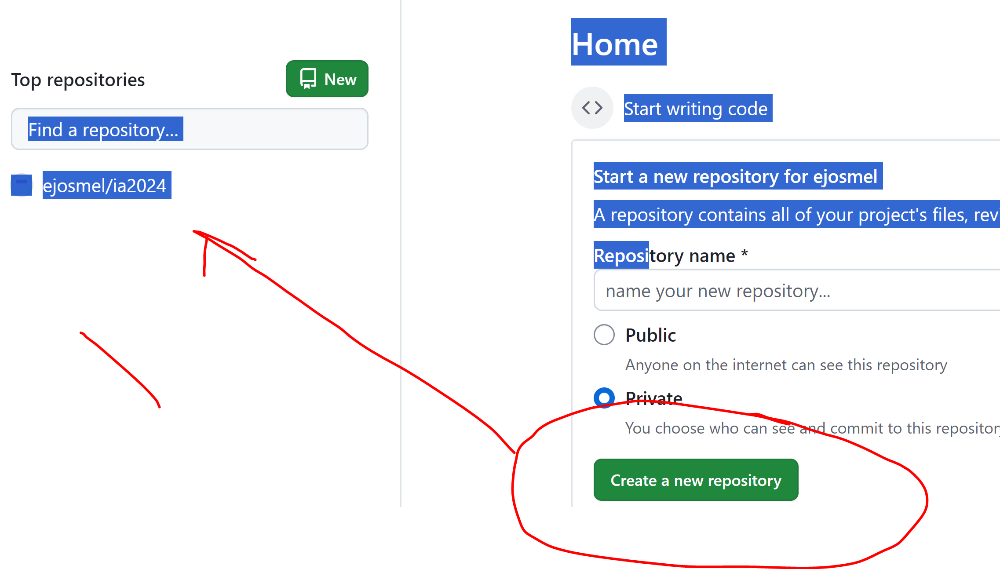 Top repositories
New
Find a repository...
ejosmel/ia2024
Home
Start writing code
Start a new repository for ejosmel
A repository contains all of your project's files, revi
Repository name *
name your new repository...
Public
Anyone on the internet can see this repository
Private
You choose who can see and commit to this repository
Create a new repository